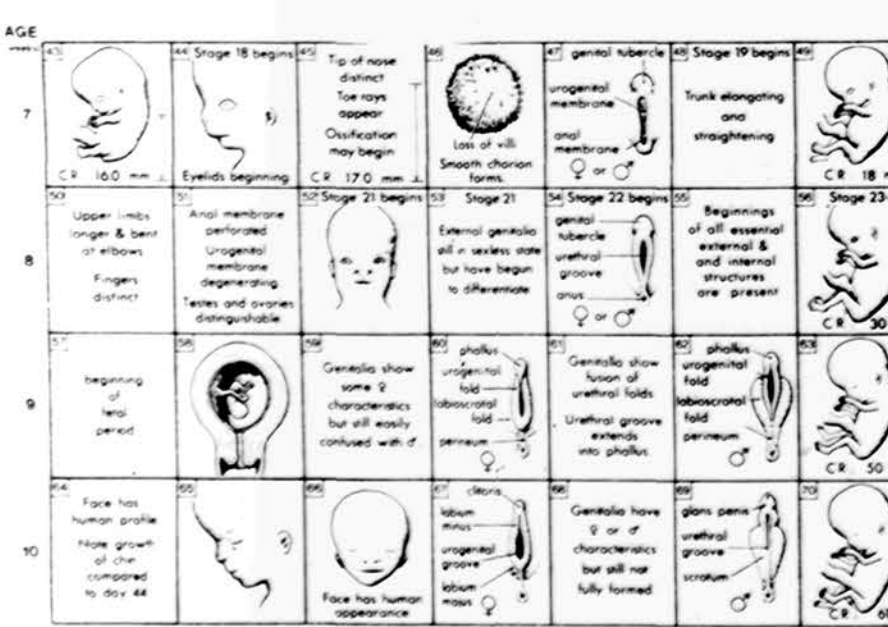 AGE
43
44 Stage 18 begins
Eyelids beginning
C R 16.0 mm
45
Tip of nose
distinct
Toe rays
appear
Ossification
may begin
C R 17.0 mm
46
Loss of villi
Smooth chorion
forms.
47
genital tubercle
urogenital
membrane
anal
membrane
♀ or ♂
48 Stage 19 begins
Trunk elongating
and
straightening
49
C R 18
7
50
Upper limbs
longer & bent
at elbows
Fingers
distinct
51
Anal membrane
perforated
Urogenital
membrane
degenerating
Testes and ovaries
distinguishable
52 Stage 21 begins
53 Stage 21
External genitalia
still in sexless state
but have begun
to differentiate
54 Stage 22 begins
genital
tubercle
urethral
groove
anus
♀ or ♂
55
Beginnings
of all essential
external &
and internal
structures
are present
56 Stage 23
C R 30
8
57
beginning
of
fetal
period
58
59
Genitalia show
some ♀
characteristics
but still easily
confused with ♂.
60
phallus
urogenital
fold
labioscrotal
fold
perineum
♀
61
Genitalia show
fusion of
urethral folds
Urethral groove
extends
into phallus
62
phallus
urogenital
fold
labioscrotal
fold
perineum
♂
63
C R 50
9
64
Face has
human profile
Note growth
of chin
compared
to day 44
65
66
Face has human
appearance
67
clitoris
labium
minus
urogenital
groove
labium
majus
♀
68
Genitalia have
♀ or ♂
characteristics
but still not
fully formed
69
glans penis
urethral
groove
scrotum
♂
70
C R
10